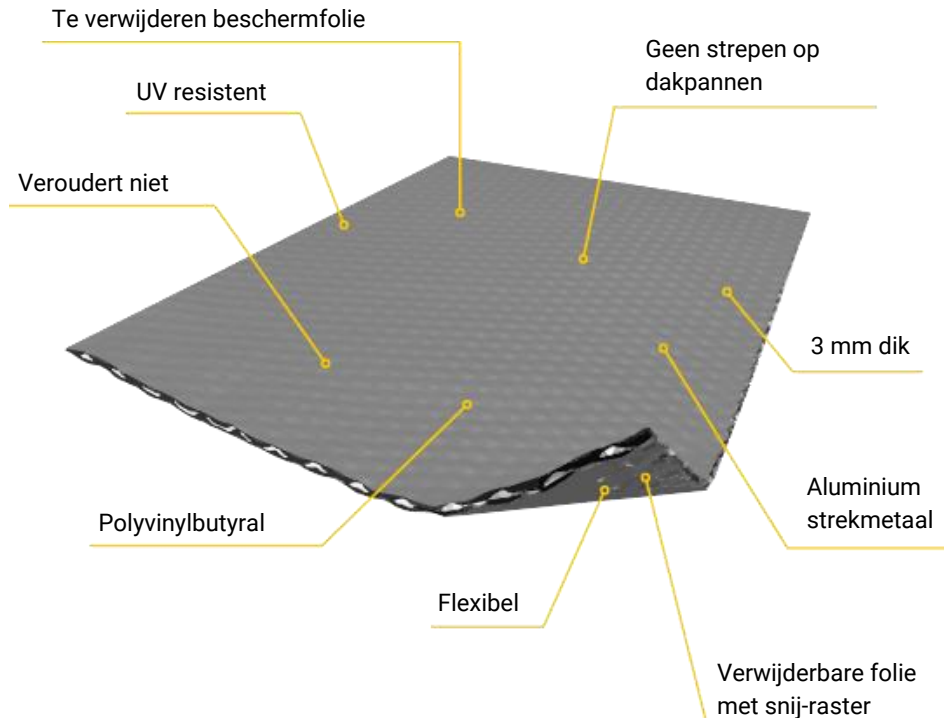 Te verwijderen beschermfolie
Geen strepen op
dakpannen
UV resistent
Veroudert niet
3 mm dik
Aluminium
strekmetaal
Polyvinylbutyral
Flexibel
Verwijderbare folie
met snij-raster